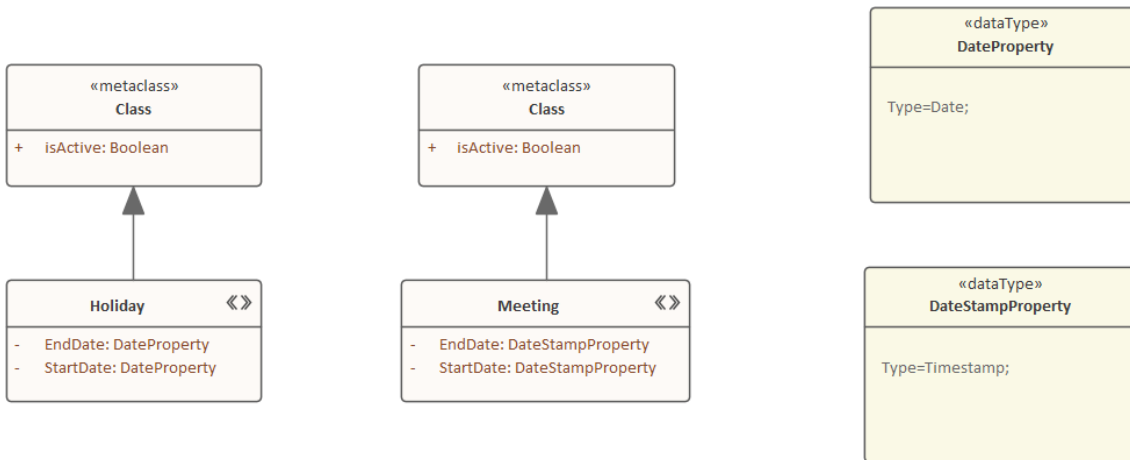 «metaclass»
Class
+ isActive: Boolean
Holiday
- EndDate: DateProperty
- StartDate: DateProperty
«metaclass»
Class
+ isActive: Boolean
Meeting
- EndDate: DateStampProperty
- StartDate: DateStampProperty
«dataType»
DateProperty
Type=Date;
«dataType»
DateStampProperty
Type=Timestamp;